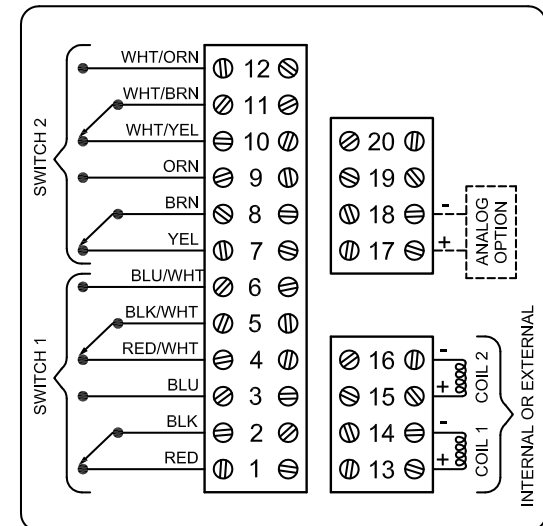 SWITCH 2
WHT/ORN 12
WHT/BRN 11
WHT/YEL 10
ORN 9
BRN 8
YEL 7
SWITCH 1
BLU/WHT 6
BLK/WHT 5
RED/WHT 4
BLU 3
BLK 2
RED 1
20
19
18 -
17 +
ANALOG
OPTION
16 -
15 +
COIL 2
14 -
13 +
COIL 1
INTERNAL OR EXTERNAL